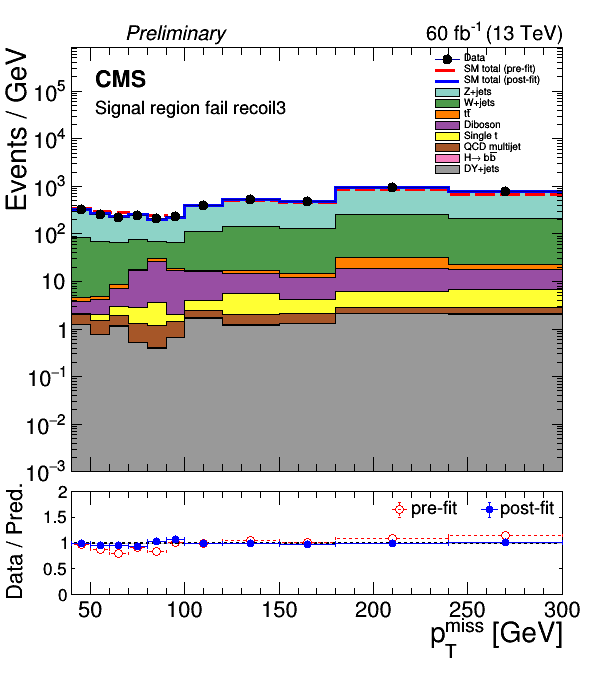 Preliminary 60 fb⁻¹ (13 TeV)
CMS
Signal region fail recoil3
Data
SM total (pre-fit)
SM total (post-fit)
Z+jets
W+jets
tt̅
Diboson
Single t
QCD multijet
H→ bb̅
DY+jets
Events / GeV
10⁵
10⁴
10³
10²
10
1
10⁻¹
10⁻²
10⁻³
pre-fit post-fit
Data / Pred.
2
1.5
1
0.5
0
50 100 150 200 250 300
p_T^miss [GeV]